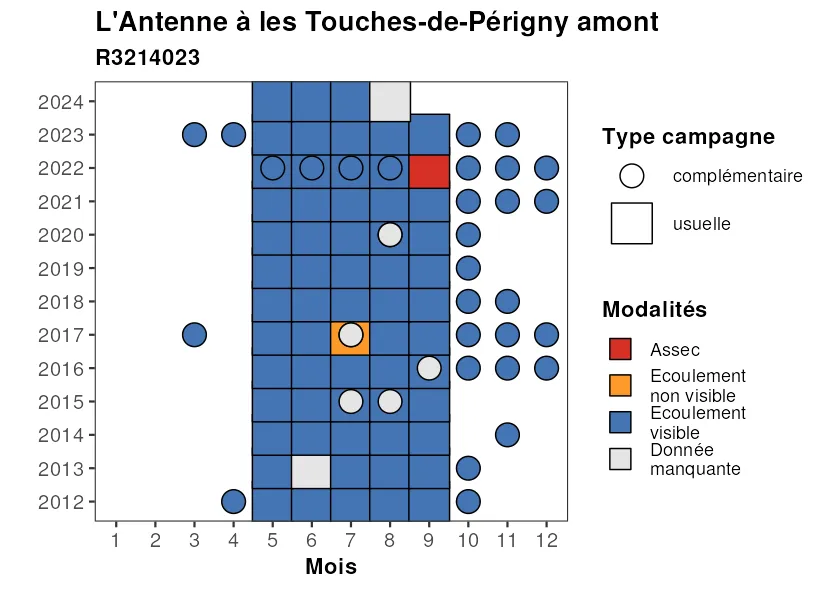 L'Antenne à les Touches-de-Périgny amont
R3214023
2024
2023
2022
2021
2020
2019
2018
2017
2016
2015
2014
2013
2012
1 2 3 4 5 6 7 8 9 10 11 12
Mois
Type campagne
complémentaire
usuelle
Modalités
Assec
Ecoulement
non visible
Ecoulement
visible
Donnée
manquante